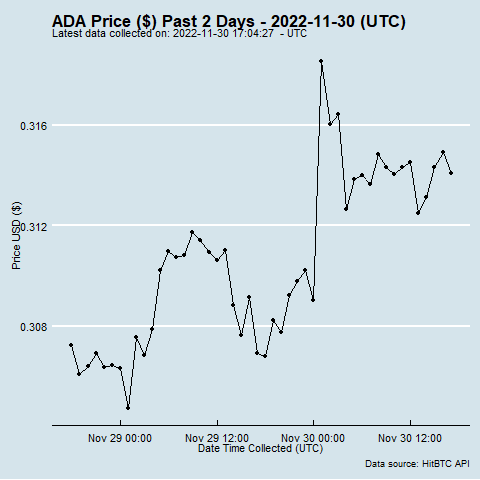 ADA Price ($) Past 2 Days - 2022-11-30 (UTC)
Latest data collected on: 2022-11-30 17:04:27  - UTC
Price USD ($)
0.316
0.312
0.308
Nov 29 00:00
Nov 29 12:00
Nov 30 00:00
Nov 30 12:00
Date Time Collected (UTC)
Data source: HitBTC API